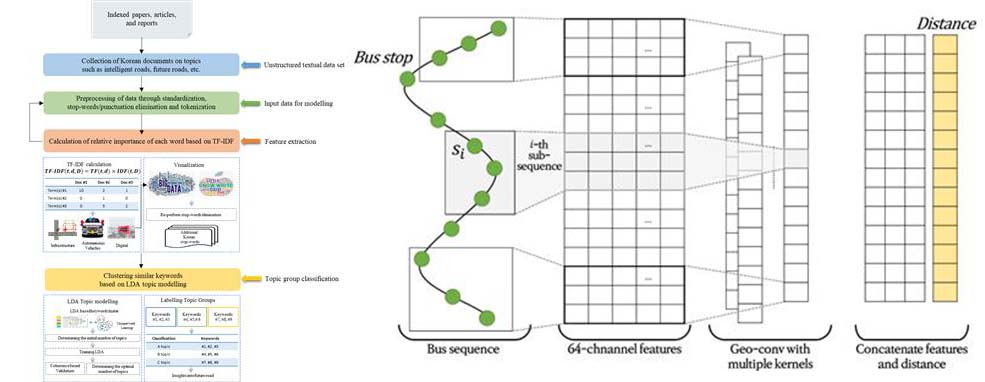 Indexed papers, articles,
and reports
Collection of Korean documents on topics
such as intelligent roads, future roads, etc.
Unstructured textual data set
Preprocessing of data through standardization,
stop-words/punctuation elimination and tokenization
Input data for modelling
Calculation of relative importance of each word based on TF-IDF
Feature extraction
TF-IDF calculation
TF-IDF(t,d,D) = TF(t,d) × IDF(t,D)
Doc #1 Doc #2 Doc #3
Term(s)#1 10 2 1
Term(s)#2 0 1 0
Term(s)#3 0 5 2
Infrastructure
Autonomous
Vehicles
Digital
Visualization
BIG
DATA
Re-perform stop-words elimination
Additional
Korean
stop-words
Clustering similar keywords
based on LDA topic modelling
Topic group classification
LDA Topic modelling
LDA based keyword cluster
Unsupervised
Learning
Determining the initial number of topics
Training LDA
Coherence based
Validation
Determining the optimal
number of topics
Labelling Topic Groups
Keywords
#1, #2, #3
Keywords
#4, #5, #6
Keywords
#7, #8, #9
Classification Keywords
A topic #1, #2, #3
B topic #4, #5, #6
C topic #7, #8, #9
Insights into future road
Bus stop
Si
i-th
sub-
sequence
...
...
...
...
...
Distance
Bus sequence
64-chnannel features
Geo-conv with
multiple kernels
Concatenate features
and distance